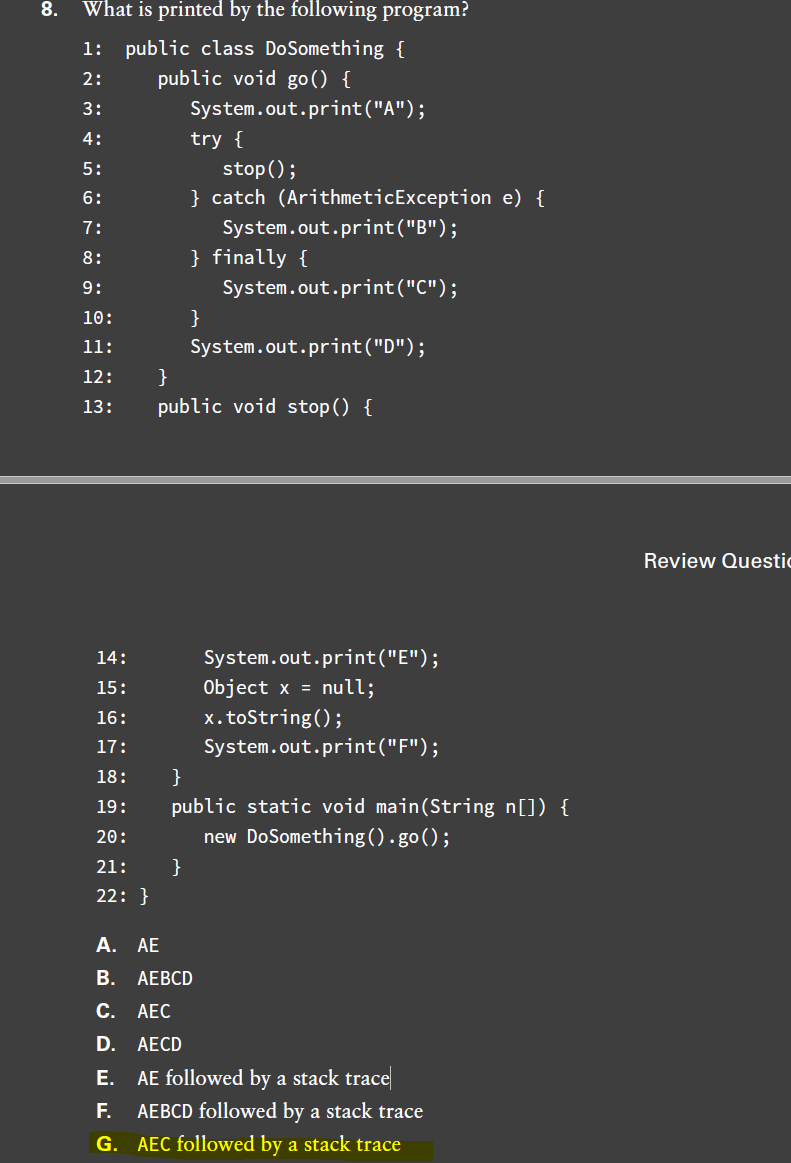 8. What is printed by the following program?
1: public class DoSomething {
2: public void go() {
3: System.out.print("A");
4: try {
5: stop();
6: } catch (ArithmeticException e) {
7: System.out.print("B");
8: } finally {
9: System.out.print("C");
10: }
11: System.out.print("D");
12: }
13: public void stop() {
Review Questi
14: System.out.print("E");
15: Object x = null;
16: x.toString();
17: System.out.print("F");
18: }
19: public static void main(String n[]) {
20: new DoSomething().go();
21: }
22: }
A. AE
B. AEBCD
C. AEC
D. AECD
E. AE followed by a stack trace
F. AEBCD followed by a stack trace
G. AEC followed by a stack trace